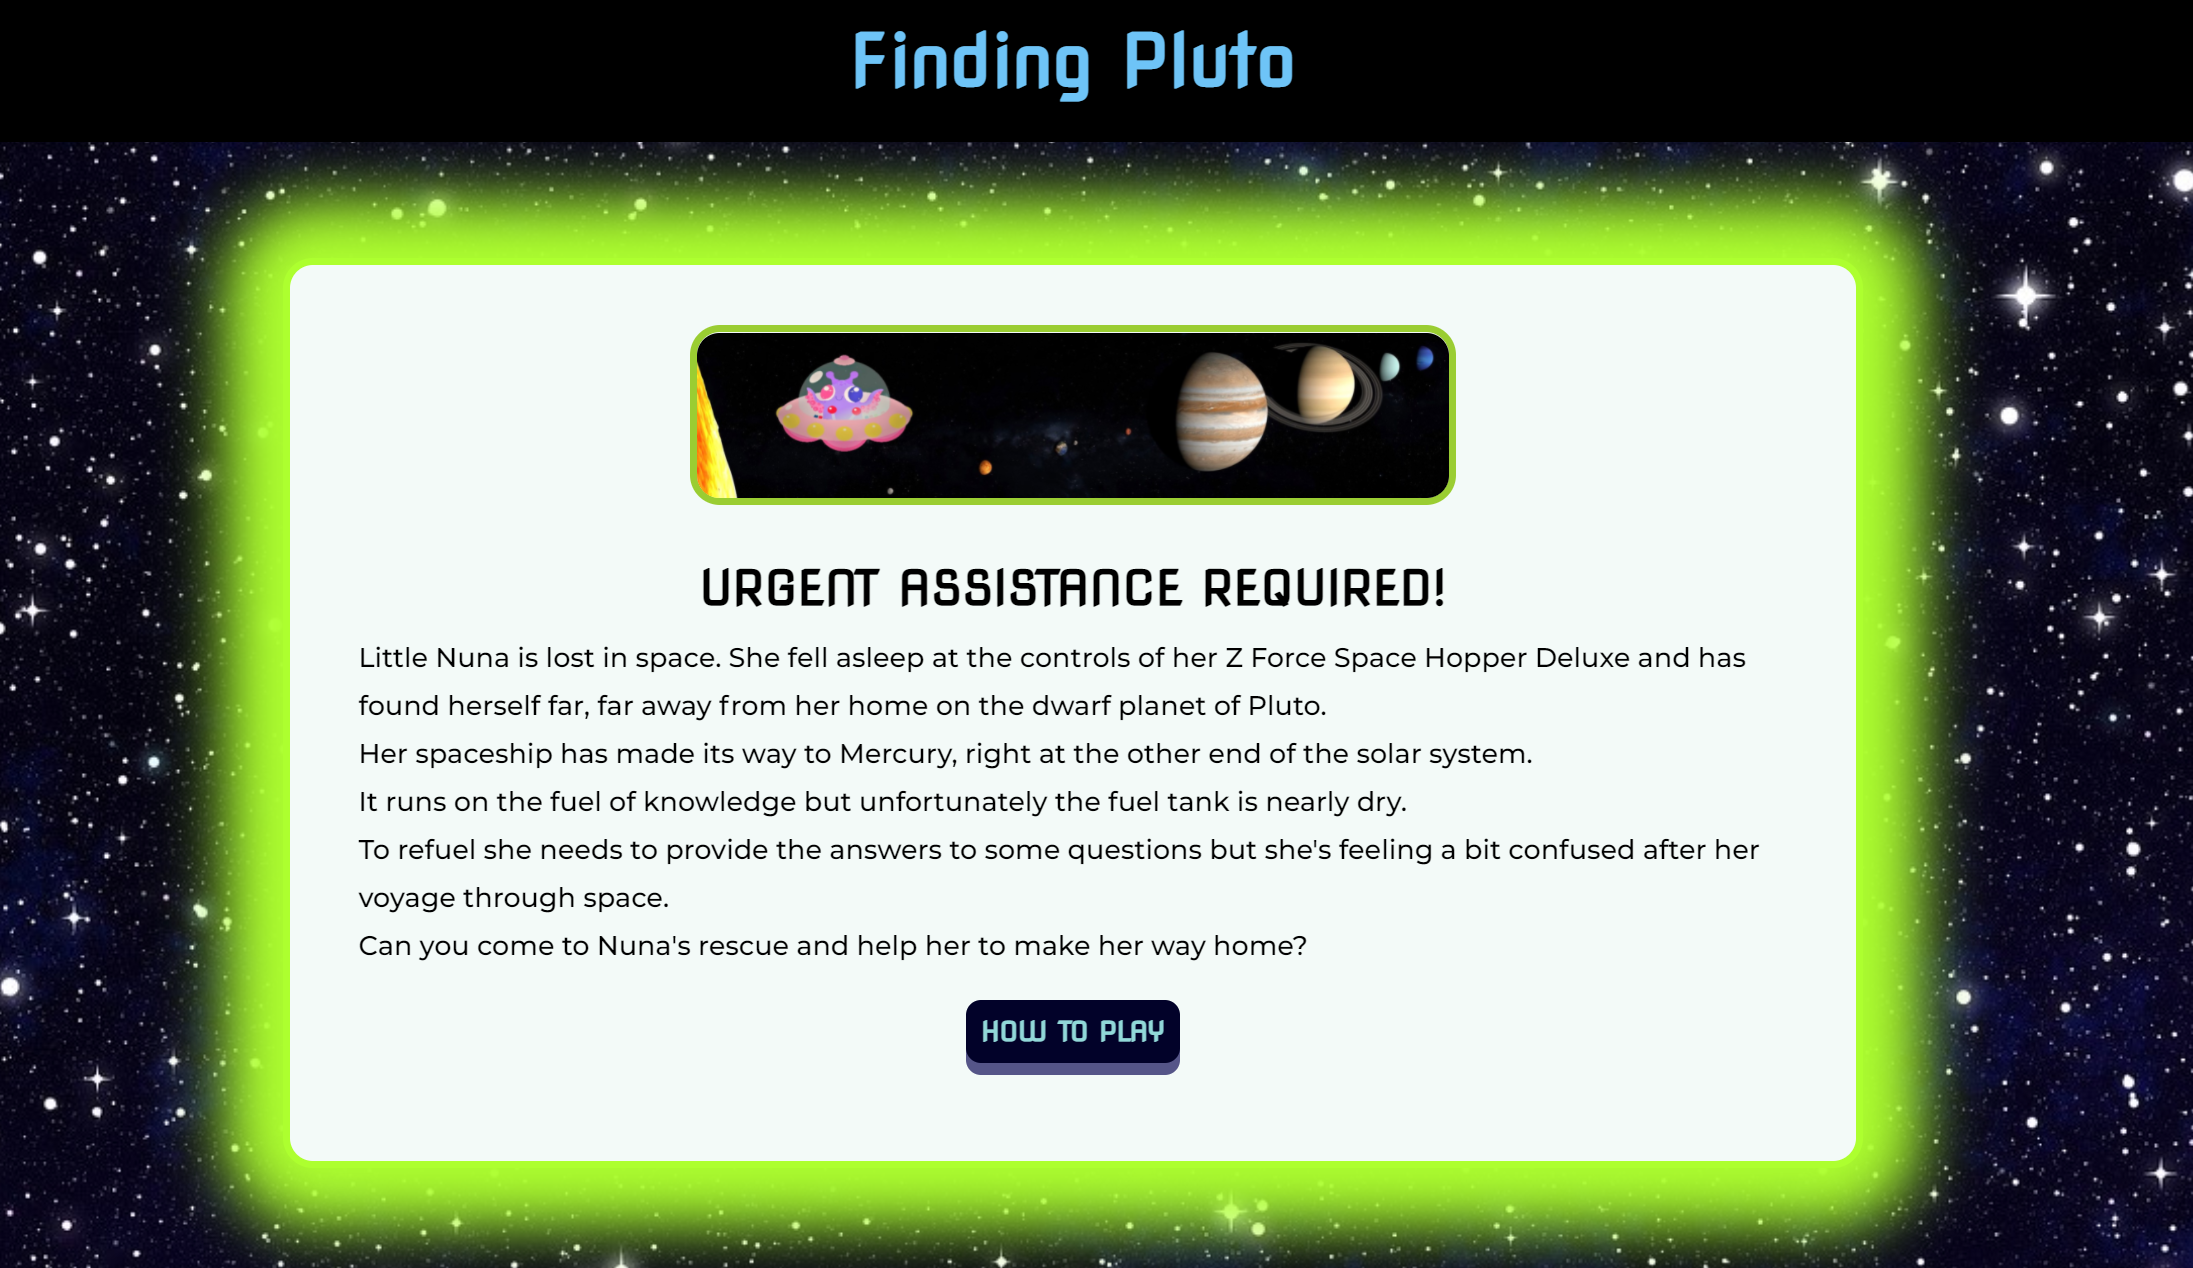 Finding Pluto
URGENT ASSISTANCE REQUIRED!
Little Nuna is lost in space. She fell asleep at the controls of her Z Force Space Hopper Deluxe and has
found herself far, far away from her home on the dwarf planet of Pluto.
Her spaceship has made its way to Mercury, right at the other end of the solar system.
It runs on the fuel of knowledge but unfortunately the fuel tank is nearly dry.
To refuel she needs to provide the answers to some questions but she's feeling a bit confused after her
voyage through space.
Can you come to Nuna's rescue and help her to make her way home?
HOW TO PLAY